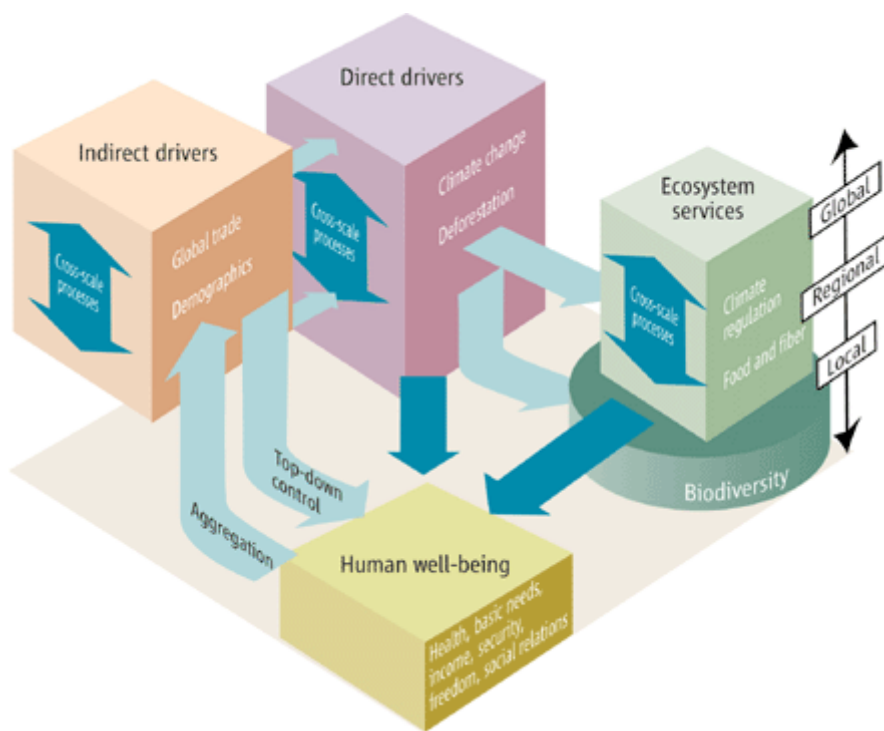 Direct drivers
Indirect drivers
Climate change
Deforestation
Ecosystem
services
Global
Cross-scale
processes
Global trade
Demographics
Cross-scale
processes
Cross-scale
processes
Climate
regulation
Food and fiber
Regional
Local
Top-down
control
Aggregation
Biodiversity
Human well-being
Health, basic needs,
income, security,
freedom, social relations